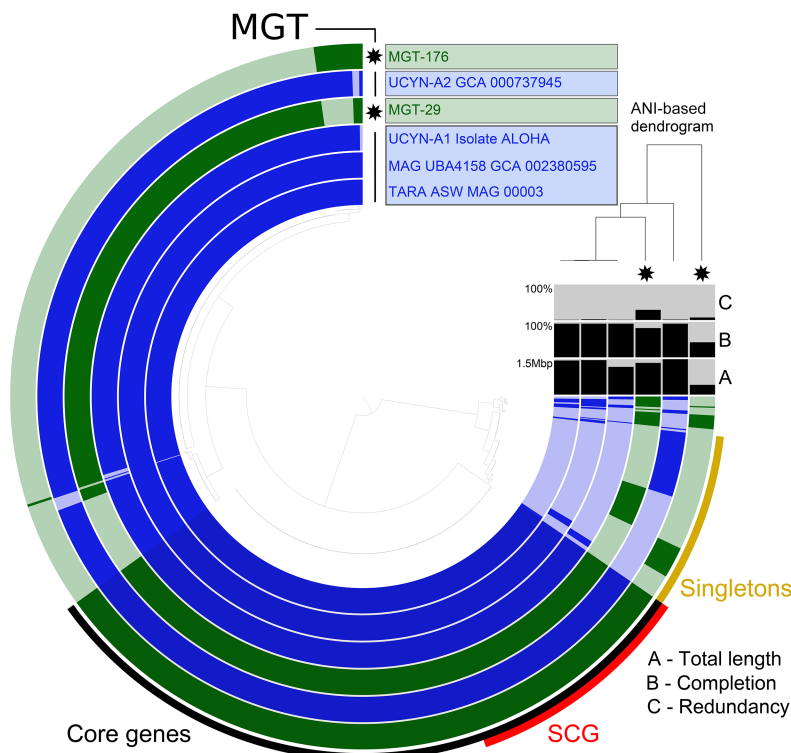 MGT
MGT-176
UCYN-A2 GCA 000737945
MGT-29
UCYN-A1 Isolate ALOHA
MAG UBA4158 GCA 002380595
TARA ASW MAG 00003
ANI-based
dendrogram
100%
C
100%
B
1.5Mbp
A
Singletons
A - Total length
B - Completion
C - Redundancy
SCG
Core genes